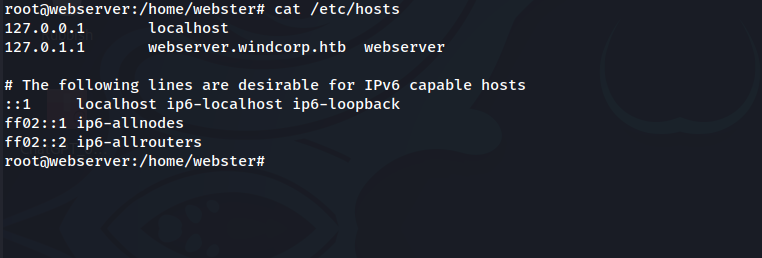 root@webserver:/home/webster# cat /etc/hosts
127.0.0.1       localhost
127.0.1.1       webserver.windcorp.htb  webserver

# The following lines are desirable for IPv6 capable hosts
::1     localhost ip6-localhost ip6-loopback
ff02::1 ip6-allnodes
ff02::2 ip6-allrouters
root@webserver:/home/webster#